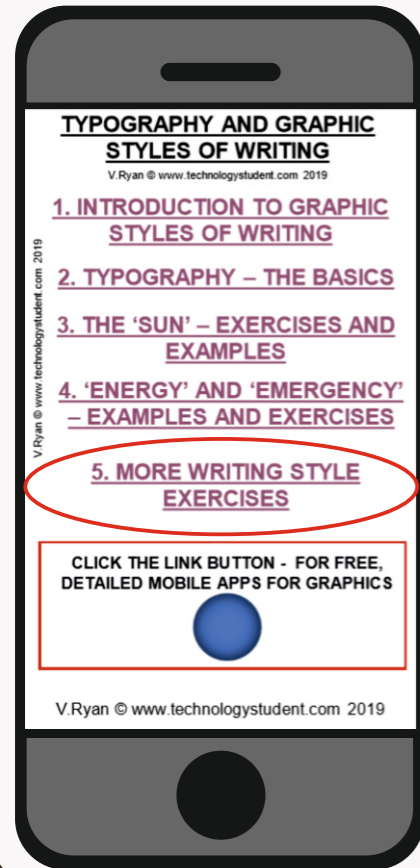 TYPOGRAPHY AND GRAPHIC
STYLES OF WRITING
V.Ryan © www.technologystudent.com 2019
1. INTRODUCTION TO GRAPHIC
STYLES OF WRITING
2. TYPOGRAPHY – THE BASICS
3. THE ‘SUN’ – EXERCISES AND
EXAMPLES
4. ‘ENERGY’ AND ‘EMERGENCY’
– EXAMPLES AND EXERCISES
5. MORE WRITING STYLE
EXERCISES
V.Ryan © www.technologystudent.com 2019
CLICK THE LINK BUTTON - FOR FREE,
DETAILED MOBILE APPS FOR GRAPHICS
V.Ryan © www.technologystudent.com 2019